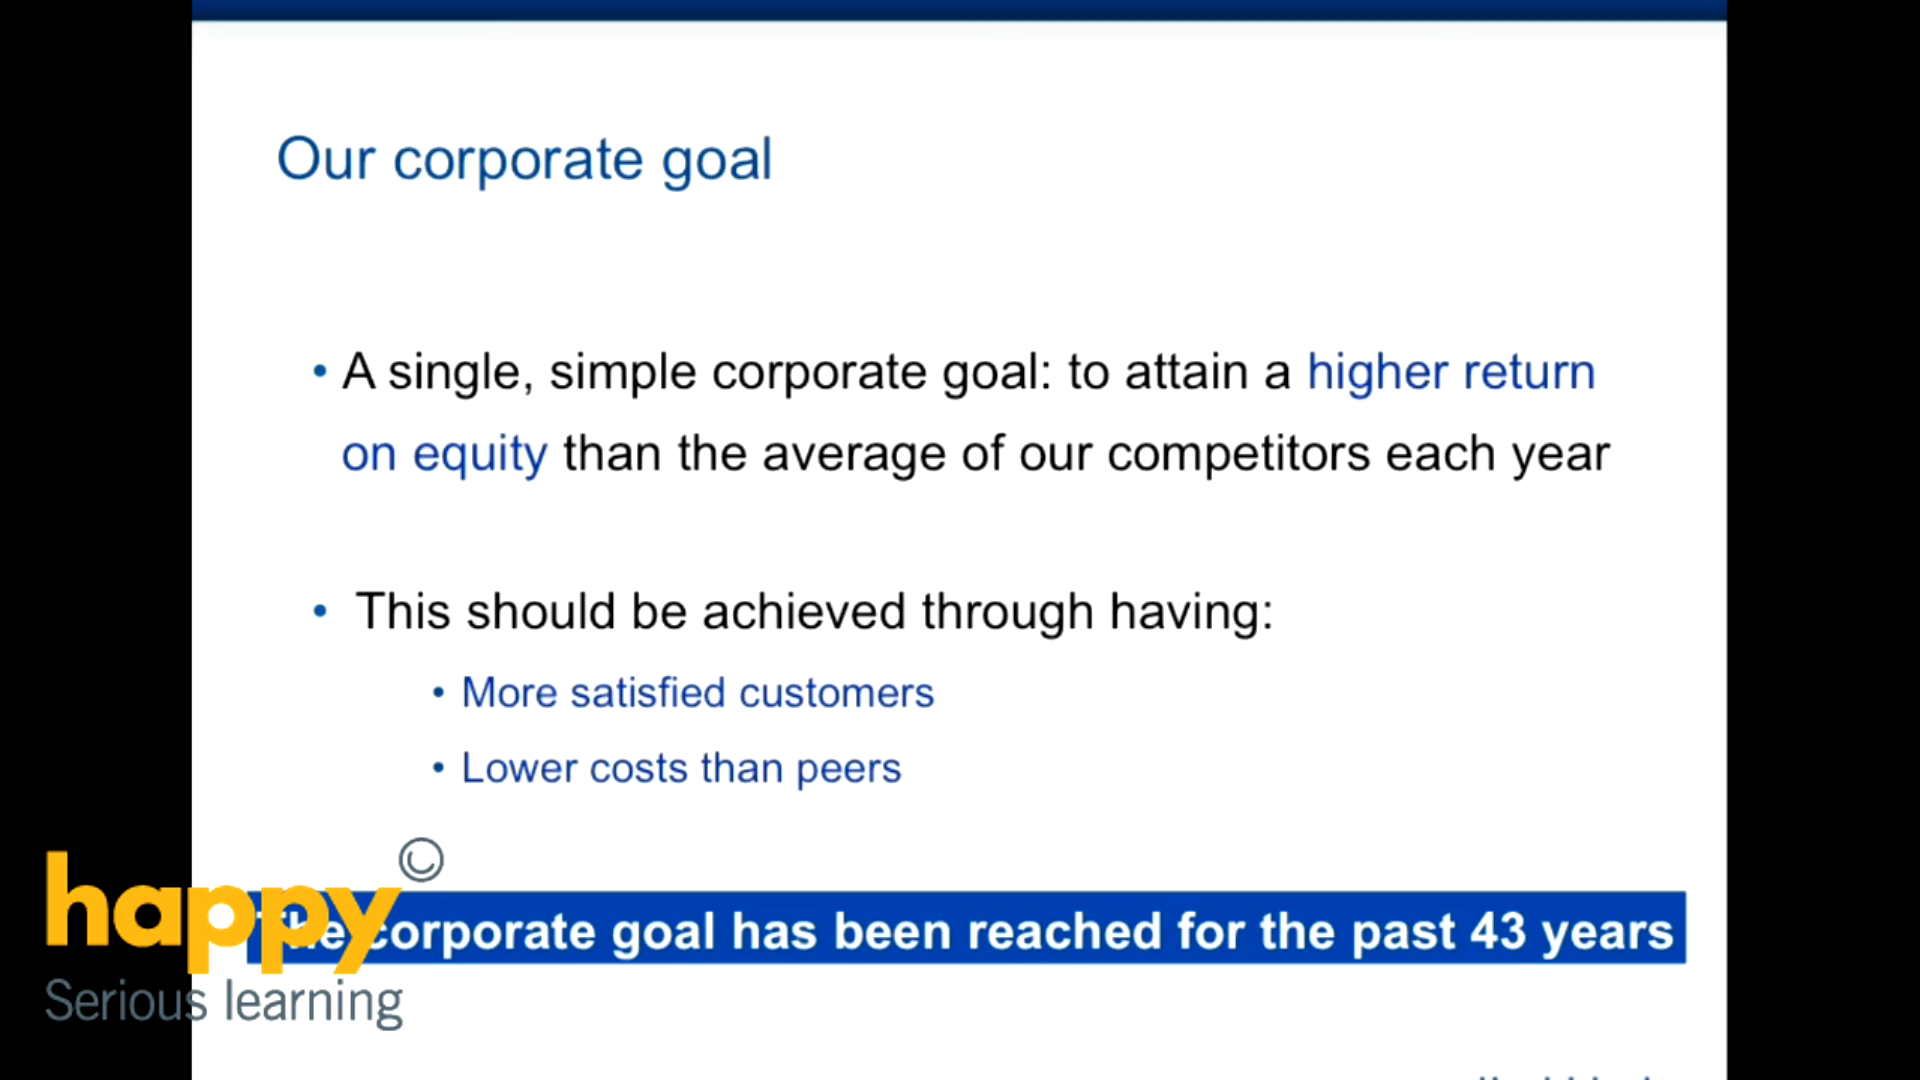 Our corporate goal
• A single, simple corporate goal: to attain a higher return
on equity than the average of our competitors each year
• This should be achieved through having:
• More satisfied customers
• Lower costs than peers
The corporate goal has been reached for the past 43 years
happy
Serious learning